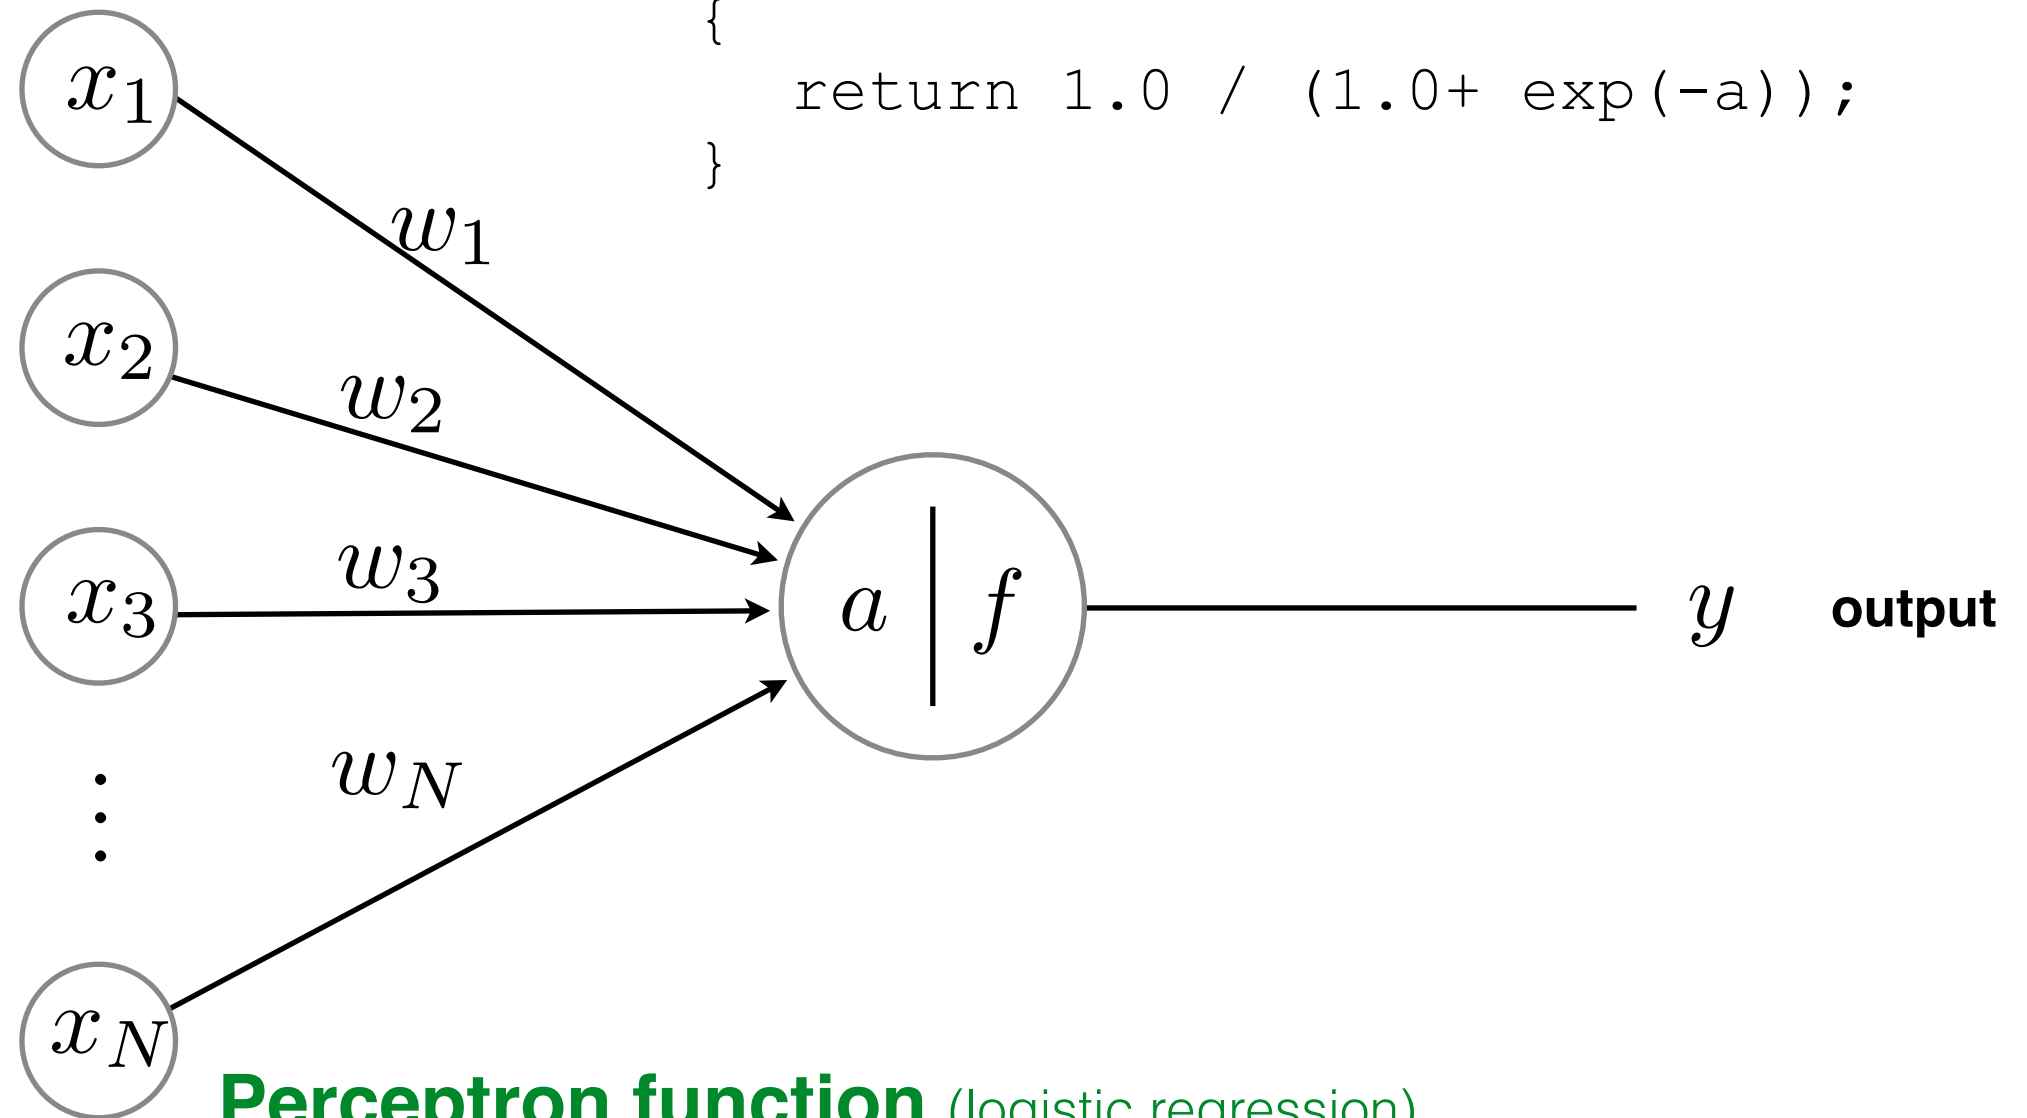 {
return 1.0 / (1.0+ exp(-a));
}
x1
w1
x2
w2
x3
w3
a | f
y output
wN
⋮
xN
Perceptron function (logistic regression)